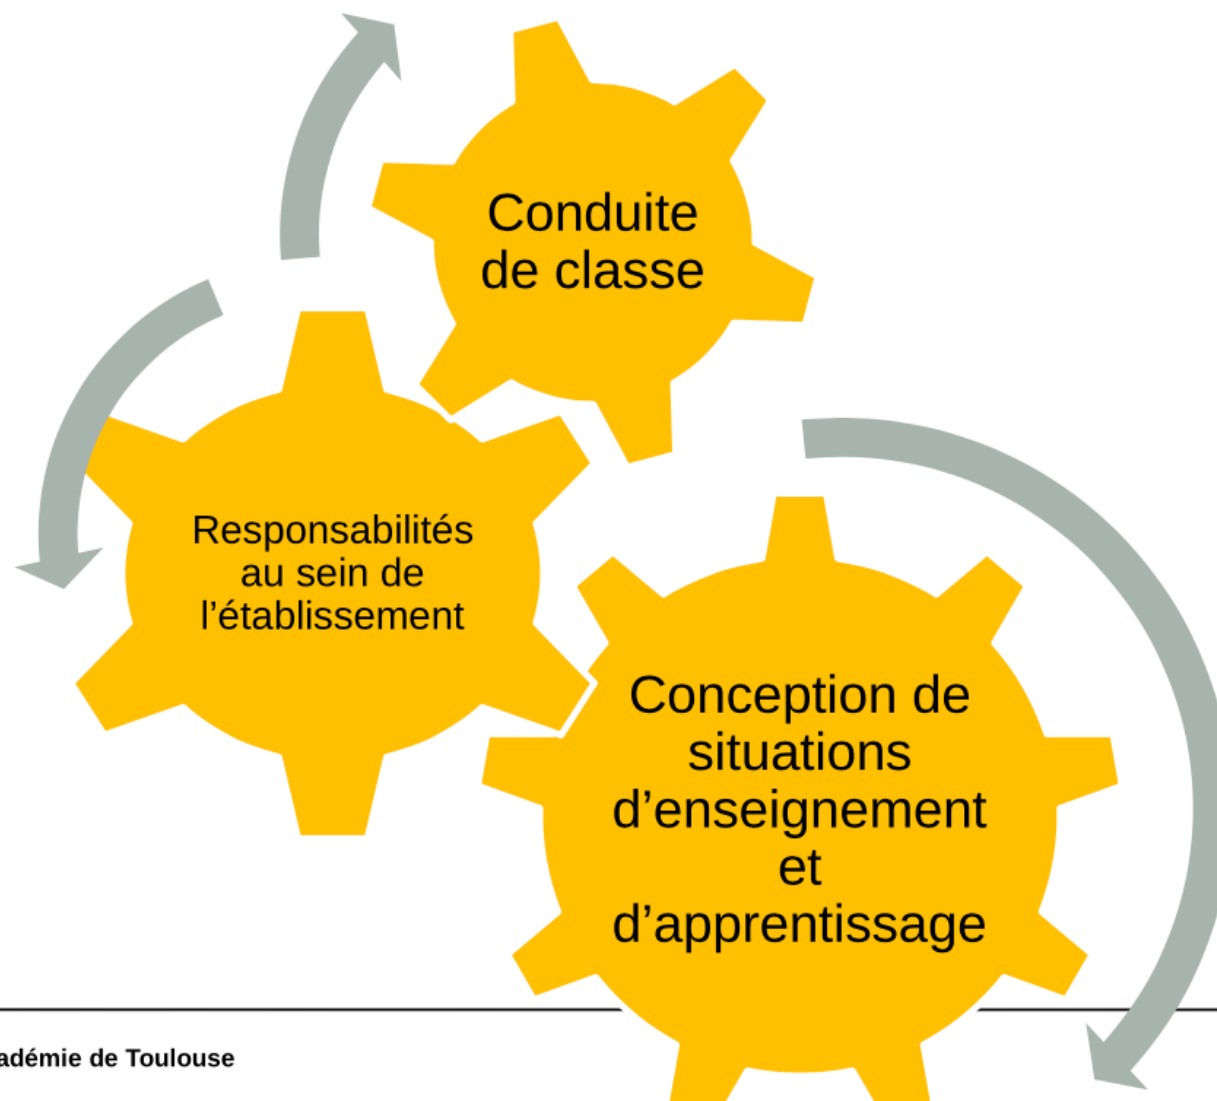 Conduite
de classe
Responsabilités
au sein de
l’établissement
Conception de
situations
d’enseignement
et
d’apprentissage
adémie de Toulouse